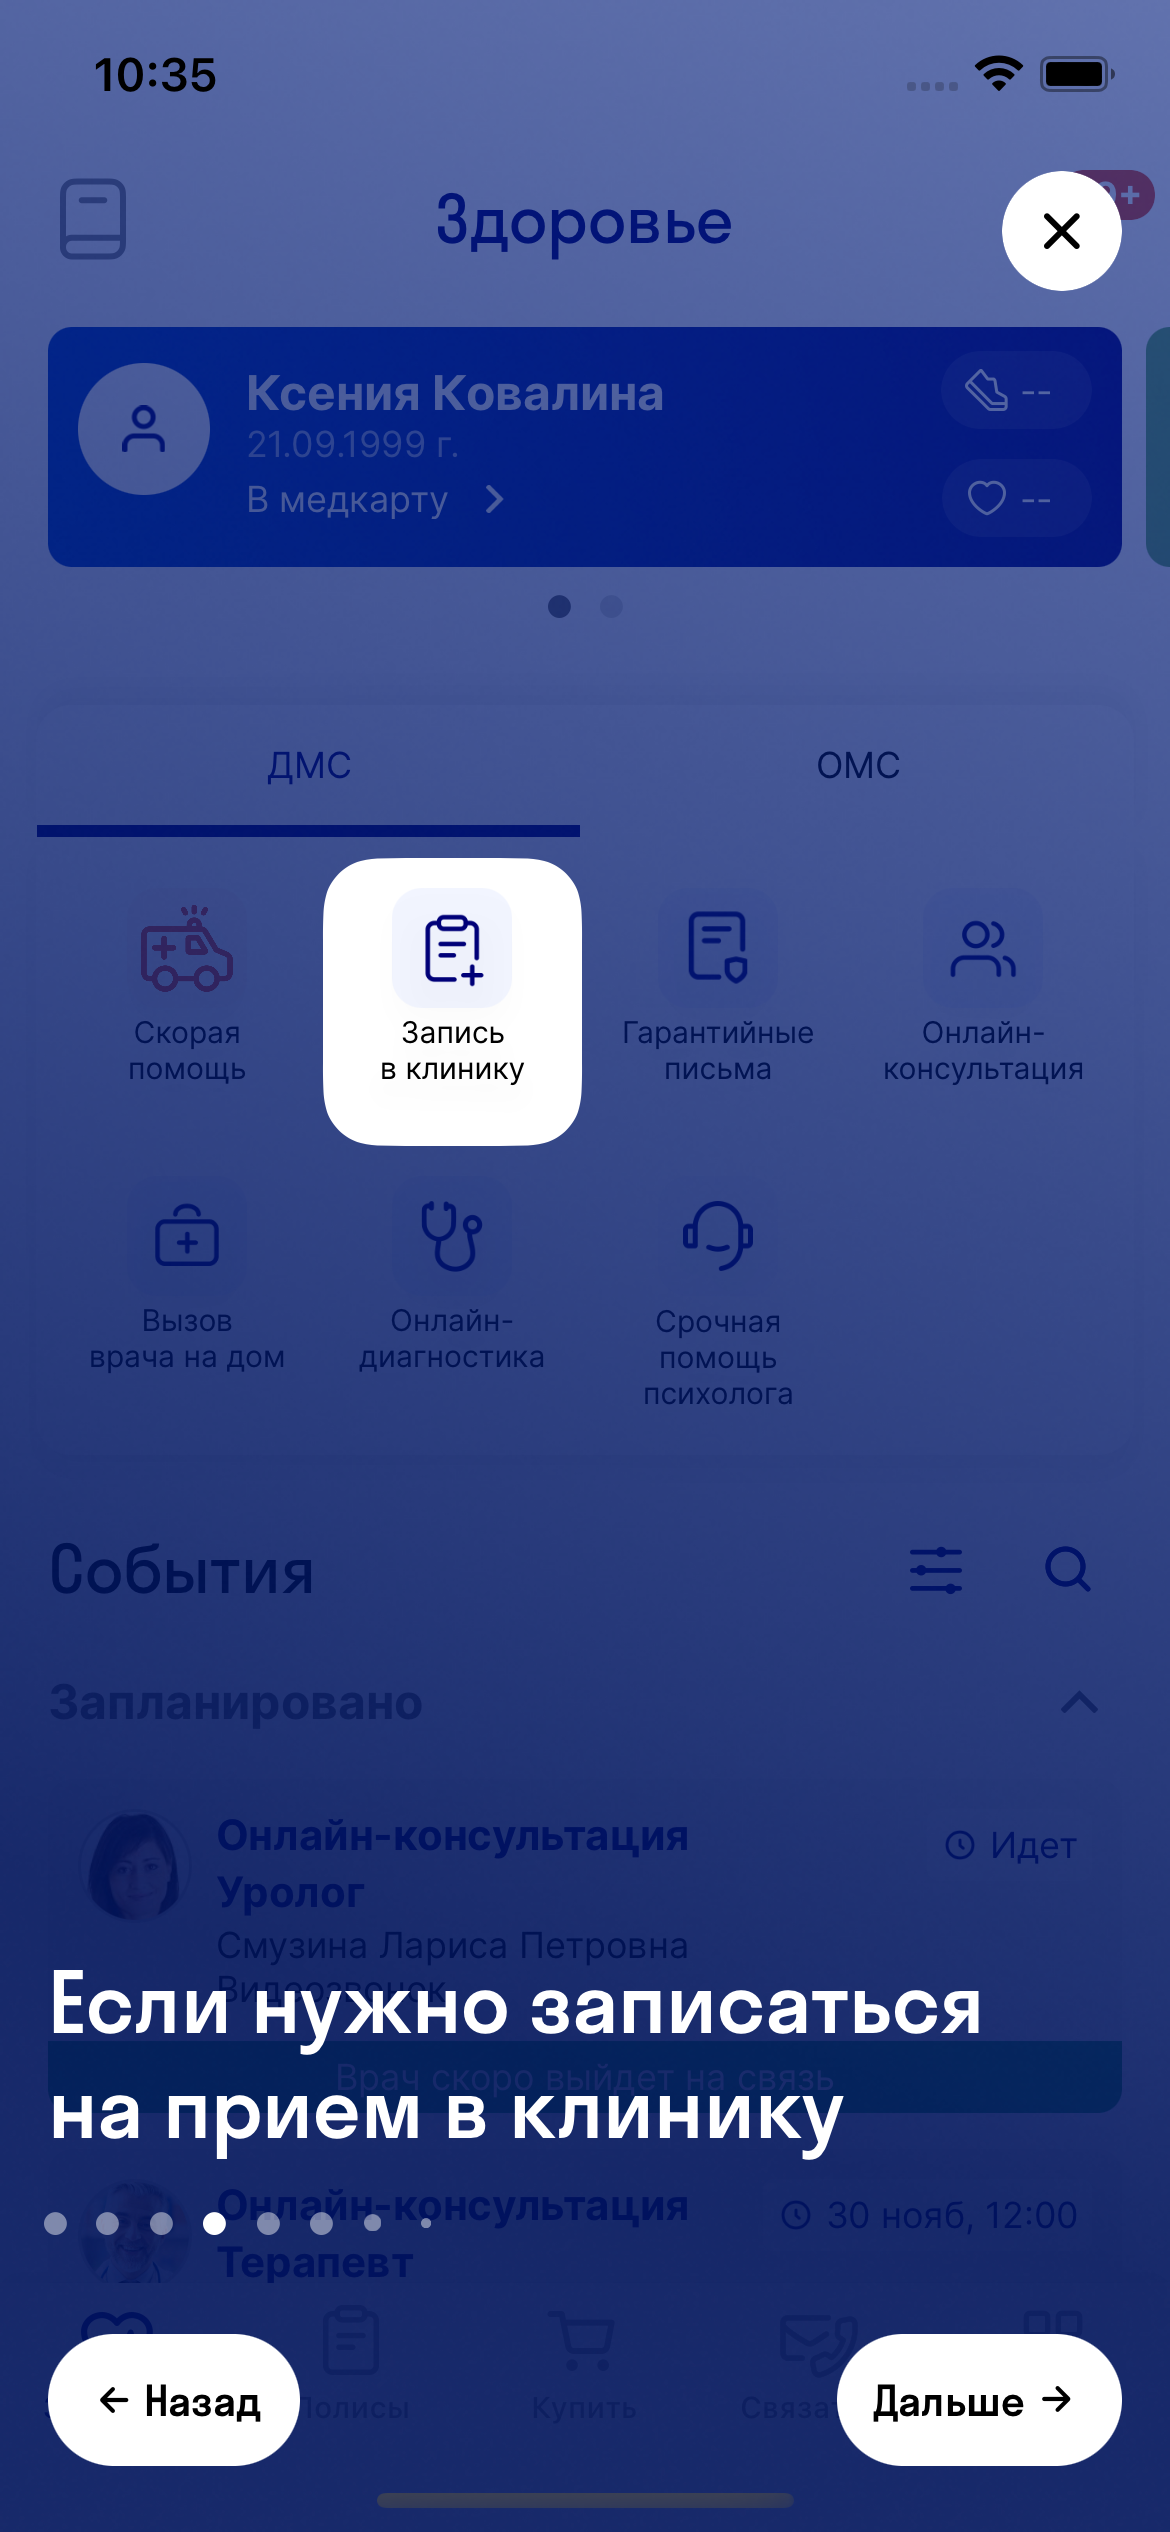 10:35
Здоровье
9+
Ксения Ковалина
--
21.09.1999 г.
В медкарту
--
ДМС
ОМС
Скорая
помощь
Запись
в клинику
Гарантийные
письма
Онлайн-
консультация
Вызов
врача на дом
Онлайн-
диагностика
Срочная
помощь
психолога
События
Запланировано
Онлайн-консультация
Идет
Уролог
Смузина Лариса Петровна
Видеозвонок
Если нужно записаться
Врач скоро выйдет на связь
на прием в клинику
Онлайн-консультация
30 нояб, 12:00
Терапевт
Назад
Полисы
Купить
Дальше